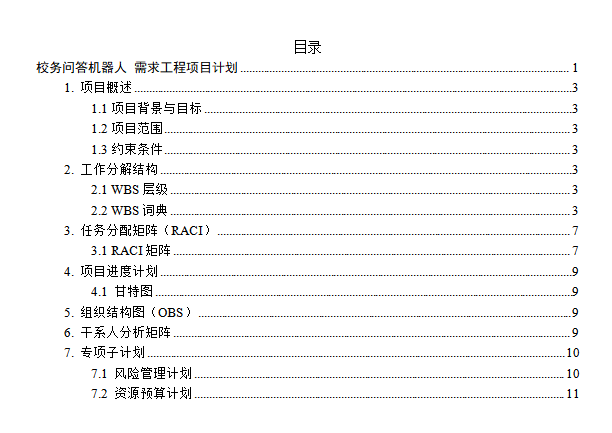 目录
校务问答机器人 需求工程项目计划 1
1. 项目概述 3
1.1 项目背景与目标 3
1.2 项目范围 3
1.3 约束条件 3
2. 工作分解结构 3
2.1 WBS 层级 3
2.2 WBS 词典 3
3. 任务分配矩阵（RACI） 7
3.1 RACI 矩阵 7
4. 项目进度计划 9
4.1 甘特图 9
5. 组织结构图（OBS） 9
6. 干系人分析矩阵 9
7. 专项子计划 10
7.1 风险管理计划 10
7.2 资源预算计划 11